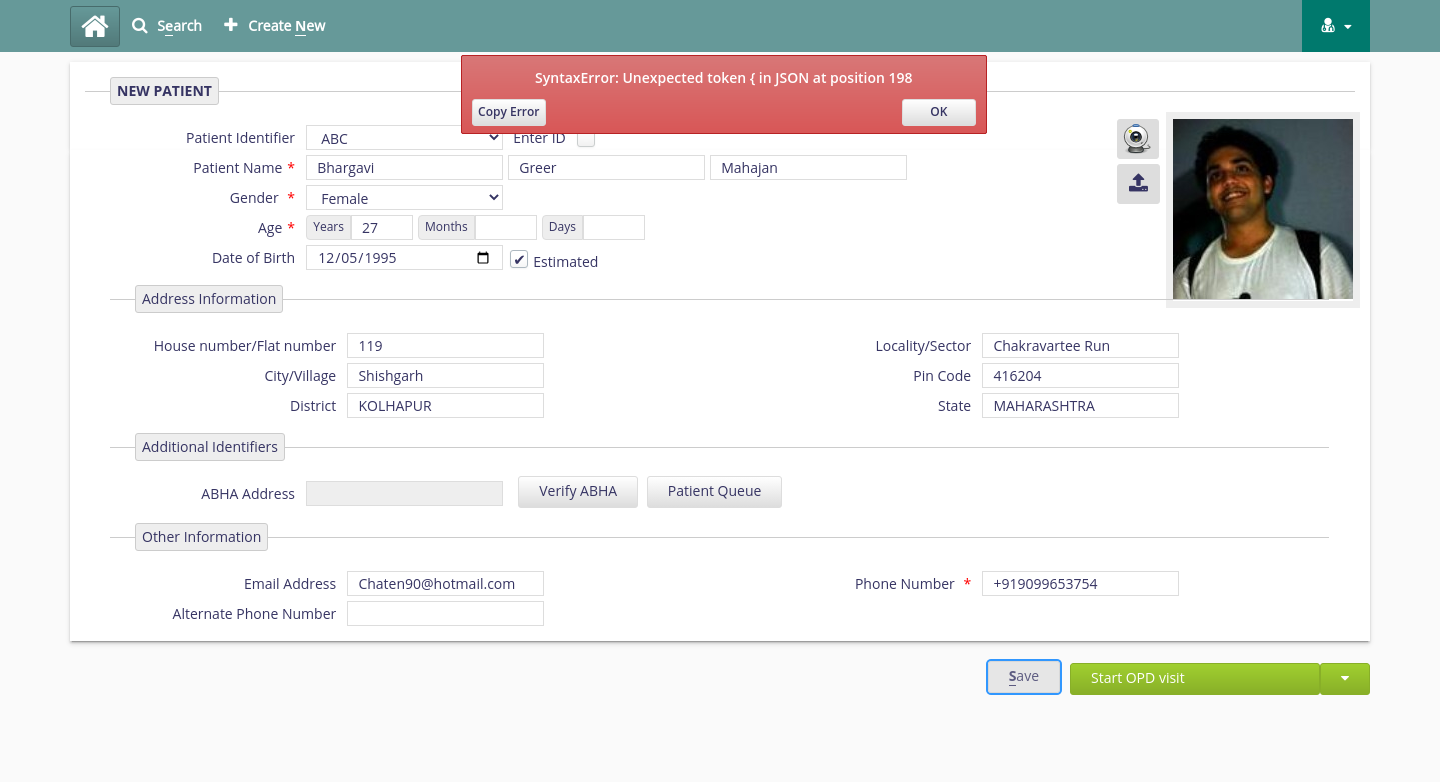 Search Create New
SyntaxError: Unexpected token { in JSON at position 198
Copy Error OK
NEW PATIENT
Patient Identifier ABC Enter ID
Patient Name * Bhargavi Greer Mahajan
Gender * Female
Age * Years 27 Months Days
Date of Birth 12/05/1995 ✔ Estimated
Address Information
House number/Flat number 119 Locality/Sector Chakravartee Run
City/Village Shishgarh Pin Code 416204
District KOLHAPUR State MAHARASHTRA
Additional Identifiers
ABHA Address Verify ABHA Patient Queue
Other Information
Email Address Chaten90@hotmail.com Phone Number * +919099653754
Alternate Phone Number
Save Start OPD visit